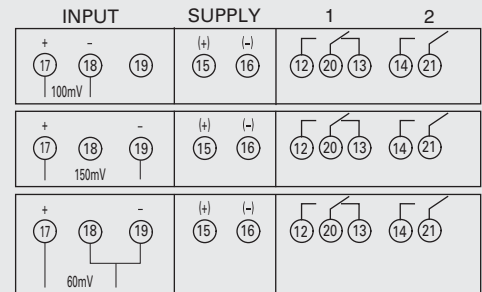 INPUT SUPPLY 1 2
+ – (+) (–)
17 18 19 15 16 12 20 13 14 21
100mV
+ – (+) (–)
17 18 19 15 16 12 20 13 14 21
150mV
+ – (+) (–)
17 18 19 15 16 12 20 13 14 21
60mV